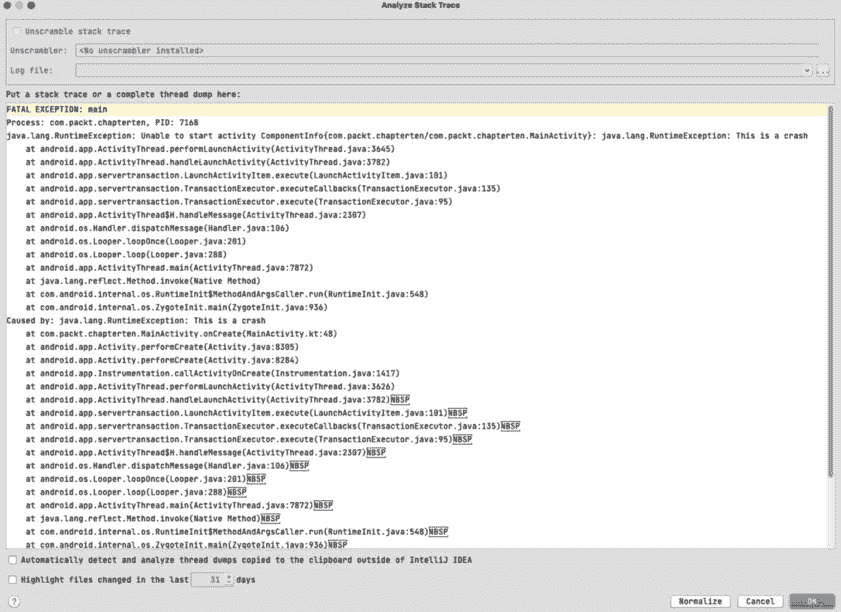 Analyze Stack Trace
Unscramble stack trace
Unscrambler: <No unscrambler installed>
Log file:
...
Put a stack trace or a complete thread dump here:
FATAL EXCEPTION: main
Process: com.packt.chapterten, PID: 7168
java.lang.RuntimeException: Unable to start activity ComponentInfo{com.packt.chapterten/com.packt.chapterten.MainActivity}: java.lang.RuntimeException: This is a crash
at android.app.ActivityThread.performLaunchActivity(ActivityThread.java:3645)
at android.app.ActivityThread.handleLaunchActivity(ActivityThread.java:3782)
at android.app.servertransaction.LaunchActivityItem.execute(LaunchActivityItem.java:101)
at android.app.servertransaction.TransactionExecutor.executeCallbacks(TransactionExecutor.java:135)
at android.app.servertransaction.TransactionExecutor.execute(TransactionExecutor.java:95)
at android.app.ActivityThread$H.handleMessage(ActivityThread.java:2307)
at android.os.Handler.dispatchMessage(Handler.java:106)
at android.os.Looper.loopOnce(Looper.java:201)
at android.os.Looper.loop(Looper.java:288)
at android.app.ActivityThread.main(ActivityThread.java:7872)
at java.lang.reflect.Method.invoke(Native Method)
at com.android.internal.os.RuntimeInit$MethodAndArgsCaller.run(RuntimeInit.java:548)
at com.android.internal.os.ZygoteInit.main(ZygoteInit.java:936)
Caused by: java.lang.RuntimeException: This is a crash
at com.packt.chapterten.MainActivity.onCreate(MainActivity.kt:48)
at android.app.Activity.performCreate(Activity.java:8305)
at android.app.Activity.performCreate(Activity.java:8284)
at android.app.Instrumentation.callActivityOnCreate(Instrumentation.java:1417)
at android.app.ActivityThread.performLaunchActivity(ActivityThread.java:3626)
at android.app.ActivityThread.handleLaunchActivity(ActivityThread.java:3782)NBSP
at android.app.servertransaction.LaunchActivityItem.execute(LaunchActivityItem.java:101)NBSP
at android.app.servertransaction.TransactionExecutor.executeCallbacks(TransactionExecutor.java:135)NBSP
at android.app.servertransaction.TransactionExecutor.execute(TransactionExecutor.java:95)NBSP
at android.app.ActivityThread$H.handleMessage(ActivityThread.java:2307)NBSP
at android.os.Handler.dispatchMessage(Handler.java:106)NBSP
at android.os.Looper.loopOnce(Looper.java:201)NBSP
at android.os.Looper.loop(Looper.java:288)NBSP
at android.app.ActivityThread.main(ActivityThread.java:7872)NBSP
at java.lang.reflect.Method.invoke(Native Method)NBSP
at com.android.internal.os.RuntimeInit$MethodAndArgsCaller.run(RuntimeInit.java:548)NBSP
at com.android.internal.os.ZygoteInit.main(ZygoteInit.java:936)NBSP
Automatically detect and analyze thread dumps copied to the clipboard outside of IntelliJ IDEA
Highlight files changed in the last 31 days
? Normalize Cancel OK